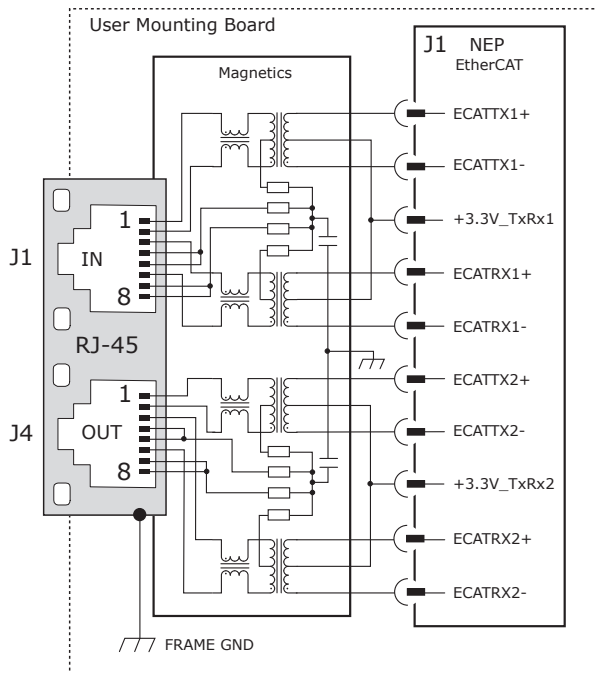 User Mounting Board
J1 NEP
EtherCAT
Magnetics
ECATTX1+
ECATTX1-
+3.3V_TxRx1
ECATRX1+
ECATRX1-
ECATTX2+
ECATTX2-
+3.3V_TxRx2
ECATRX2+
ECATRX2-
J1
1
IN
8
RJ-45
J4
1
OUT
8
FRAME GND